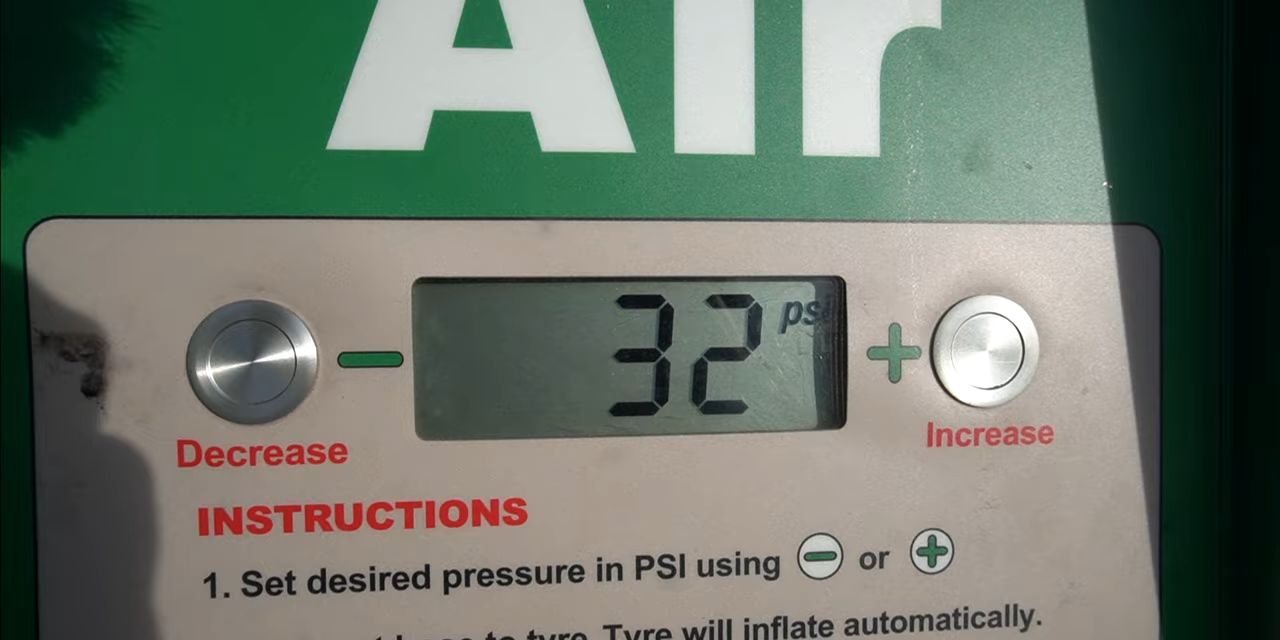 Air
32 psi
Decrease
Increase
INSTRUCTIONS
1. Set desired pressure in PSI using - or +
to tyre. Tyre will inflate automatically.